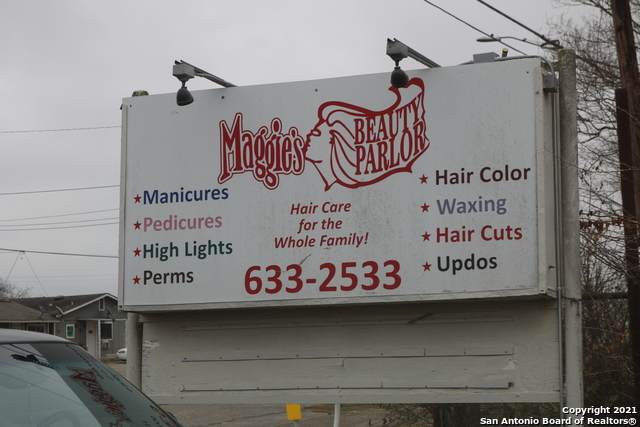 Maggie's
BEAUTY
PARLOR
★ Manicures
★ Pedicures
★ High Lights
★ Perms
Hair Care
for the
Whole Family!
633-2533
★ Hair Color
★ Waxing
★ Hair Cuts
★ Updos
Copyright 2021
San Antonio Board of Realtors®